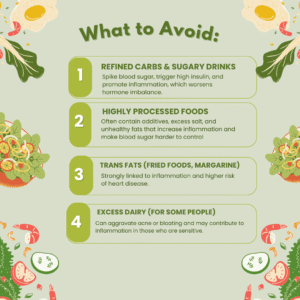 What to Avoid:
1
REFINED CARBS & SUGARY DRINKS
Spike blood sugar, trigger high insulin, and
promote inflammation, which worsens
hormone imbalance.
2
HIGHLY PROCESSED FOODS
Often contain additives, excess salt, and
unhealthy fats that increase inflammation and
make blood sugar harder to control
3
TRANS FATS (FRIED FOODS, MARGARINE)
Strongly linked to inflammation and higher risk
of heart disease.
4
EXCESS DAIRY (FOR SOME PEOPLE)
Can aggravate acne or bloating and may contribute to
inflammation in those who are sensitive.